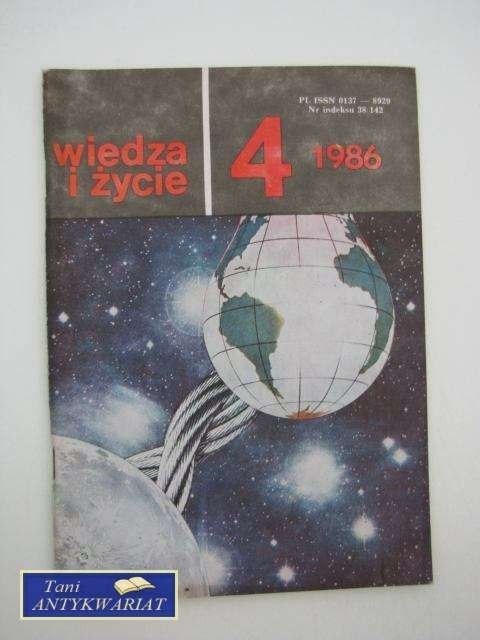 PL ISSN 0137 — 8929
Nr indeksu 38 142
wiedza
i życie
4 1986
Tani
ANTYKWARIAT